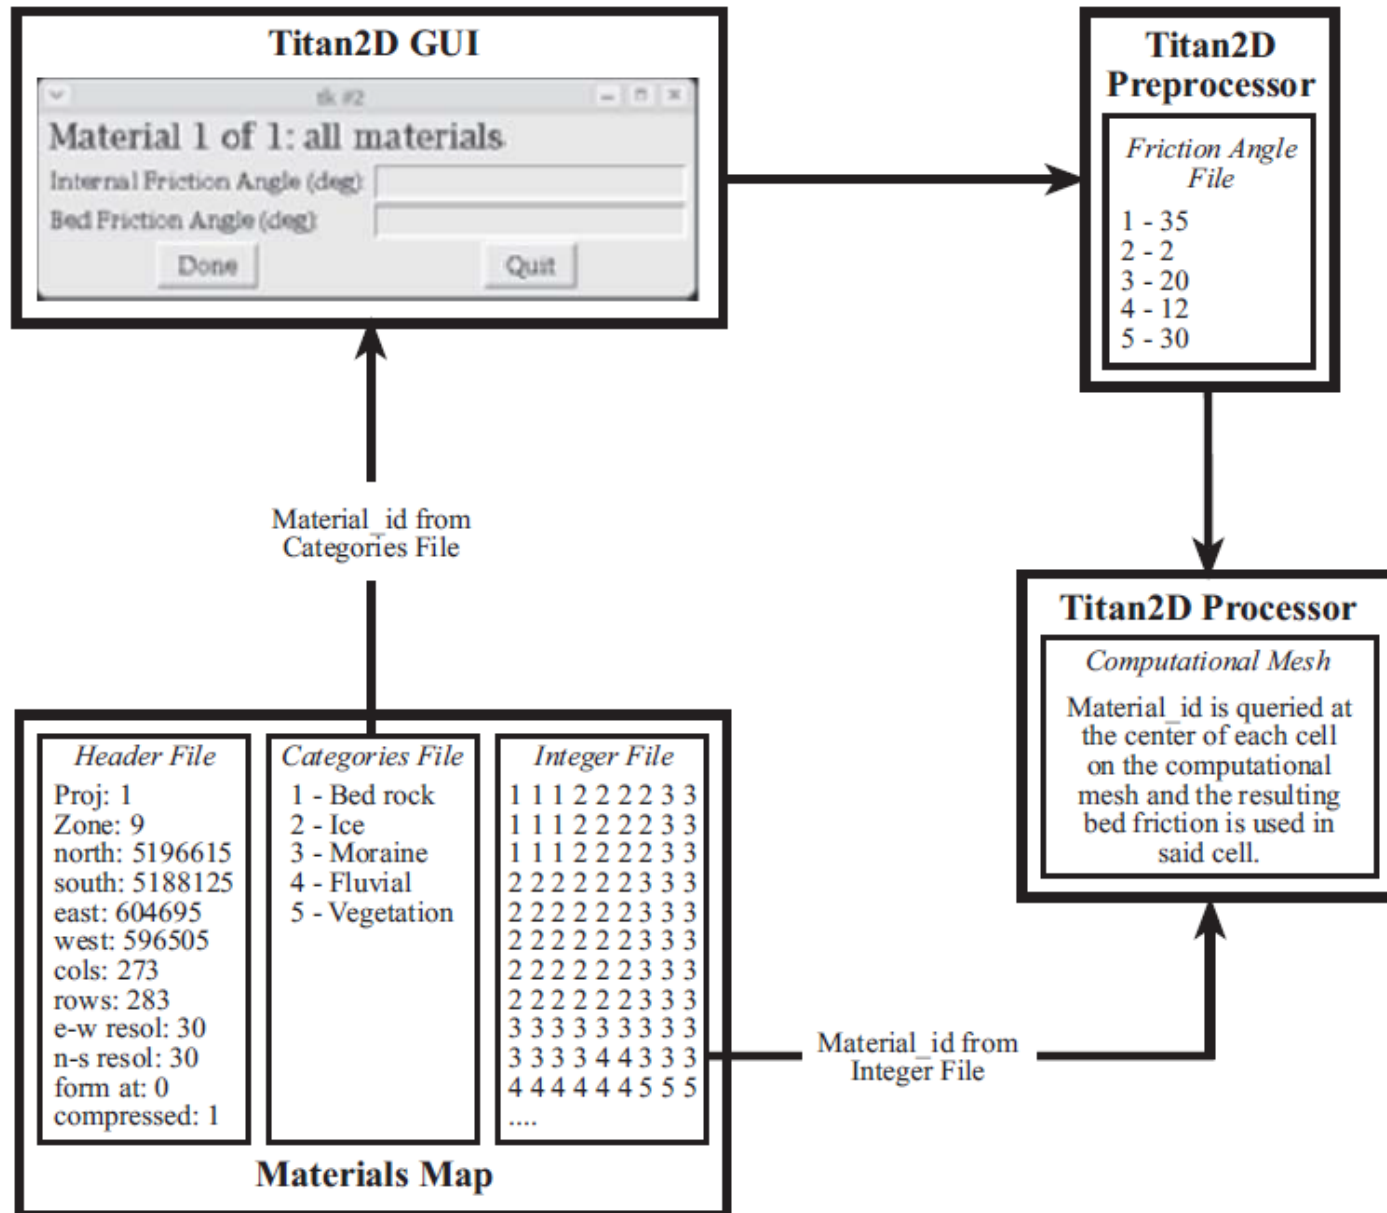 Titan2D GUI
tk #2
Material 1 of 1: all materials
Internal Friction Angle (deg):
Bed Friction Angle (deg):
Done
Quit
Titan2D
Preprocessor
Friction Angle
File
1 - 35
2 - 2
3 - 20
4 - 12
5 - 30
Material_id from
Categories File
Titan2D Processor
Computational Mesh
Material_id is queried at
the center of each cell
on the computational
mesh and the resulting
bed friction is used in
said cell.
Header File
Proj: 1
Zone: 9
north: 5196615
south: 5188125
east: 604695
west: 596505
cols: 273
rows: 283
e-w resol: 30
n-s resol: 30
form at: 0
compressed: 1
Categories File
1 - Bed rock
2 - Ice
3 - Moraine
4 - Fluvial
5 - Vegetation
Integer File
1 1 1 2 2 2 2 3 3
1 1 1 2 2 2 2 3 3
1 1 1 2 2 2 2 3 3
2 2 2 2 2 2 3 3 3
2 2 2 2 2 2 3 3 3
2 2 2 2 2 2 3 3 3
2 2 2 2 2 2 3 3 3
2 2 2 2 2 2 3 3 3
3 3 3 3 3 3 3 3 3
3 3 3 3 4 4 3 3 3
4 4 4 4 4 4 5 5 5
....
Materials Map
Material_id from
Integer File